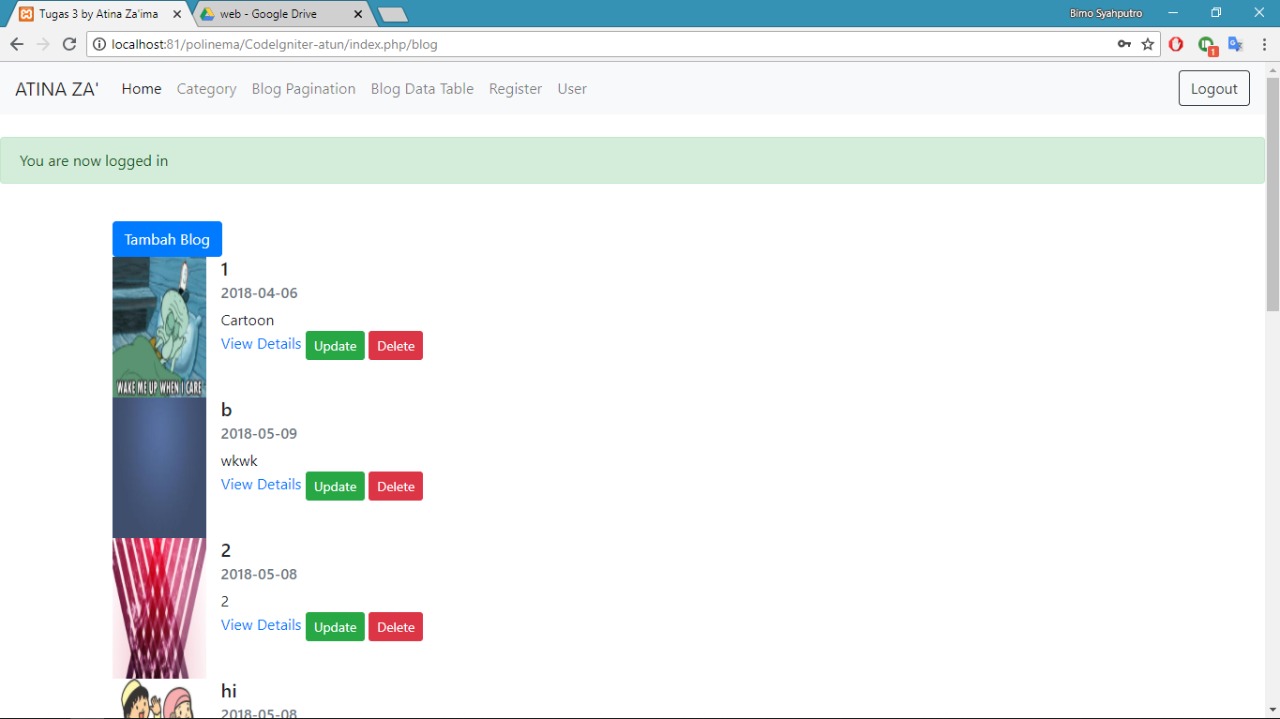 Tugas 3 by Atina Za'ima
web - Google Drive
Bimo Syahputro
localhost:81/polinema/CodeIgniter-atun/index.php/blog
1
ATINA ZA'
Home
Category
Blog Pagination
Blog Data Table
Register
User
Logout
You are now logged in
Tambah Blog
WAKE ME UP WHEN I CARE
1
2018-04-06
Cartoon
View Details Update Delete
b
2018-05-09
wkwk
View Details Update Delete
2
2018-05-08
2
View Details Update Delete
hi
2018-05-08